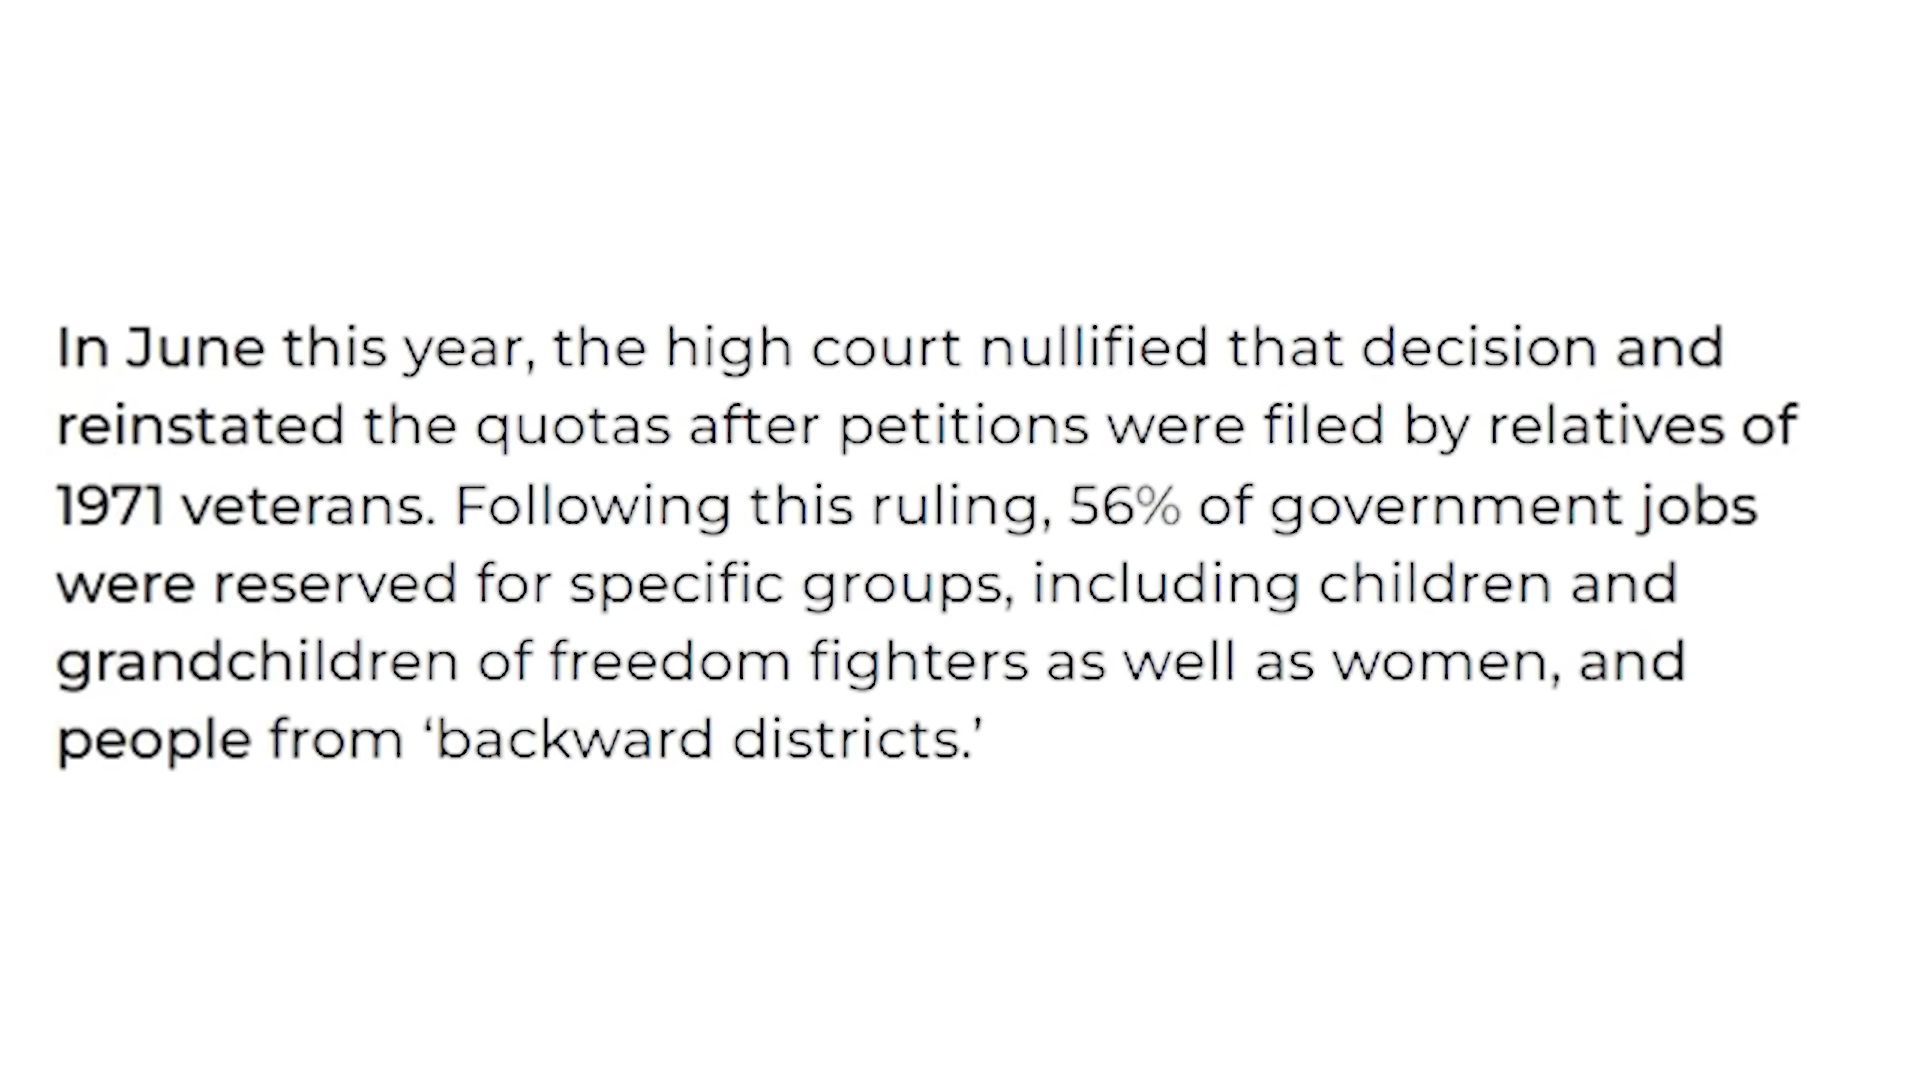 In June this year, the high court nullified that decision and
reinstated the quotas after petitions were filed by relatives of
1971 veterans. Following this ruling, 56% of government jobs
were reserved for specific groups, including children and
grandchildren of freedom fighters as well as women, and
people from ‘backward districts.’